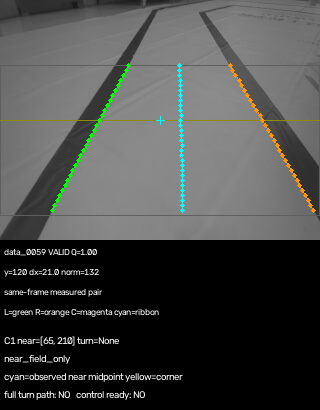 data_0059 VALID Q=1.00
y=120 dx=21.0 norm=132
same-frame measured pair
L=green R=orange C=magenta cyan=ribbon
C1 near=[65, 210] turn=None
near_field_only
cyan=observed near midpoint yellow=corner
full turn path: NO control ready: NO